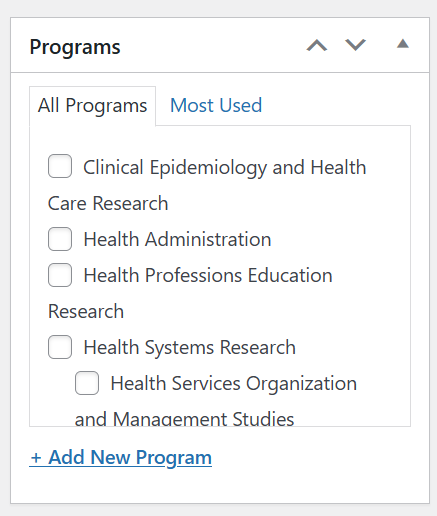 Programs
All Programs Most Used
Clinical Epidemiology and Health
Care Research
Health Administration
Health Professions Education
Research
Health Systems Research
Health Services Organization
and Management Studies
+ Add New Program